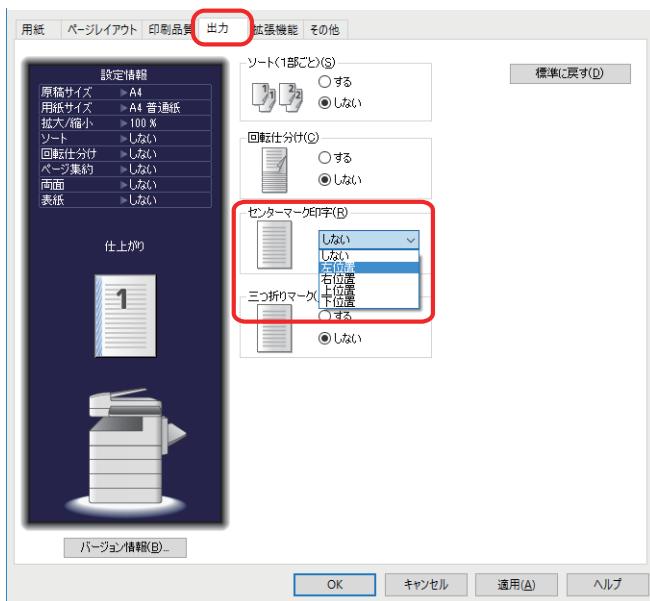 用紙 ページレイアウト 印刷品質 出力 拡張機能 その他
設定情報
原稿サイズ ▶A4
用紙サイズ ▶A4 普通紙
拡大/縮小 ▶100 %
ソート ▶しない
回転仕分け ▶しない
ページ集約 ▶しない
両面 ▶しない
表紙 ▶しない
仕上がり
1
バージョン情報(B)...
ソート(1部ごと)(S)
1 1 2 2
する
しない
回転仕分け(C)
する
しない
センターマーク印字(R)
しない
しない
左位置
右位置
上位置
下位置
三つ折りマーク(
する
しない
標準に戻す(D)
OK キャンセル 適用(A) ヘルプ